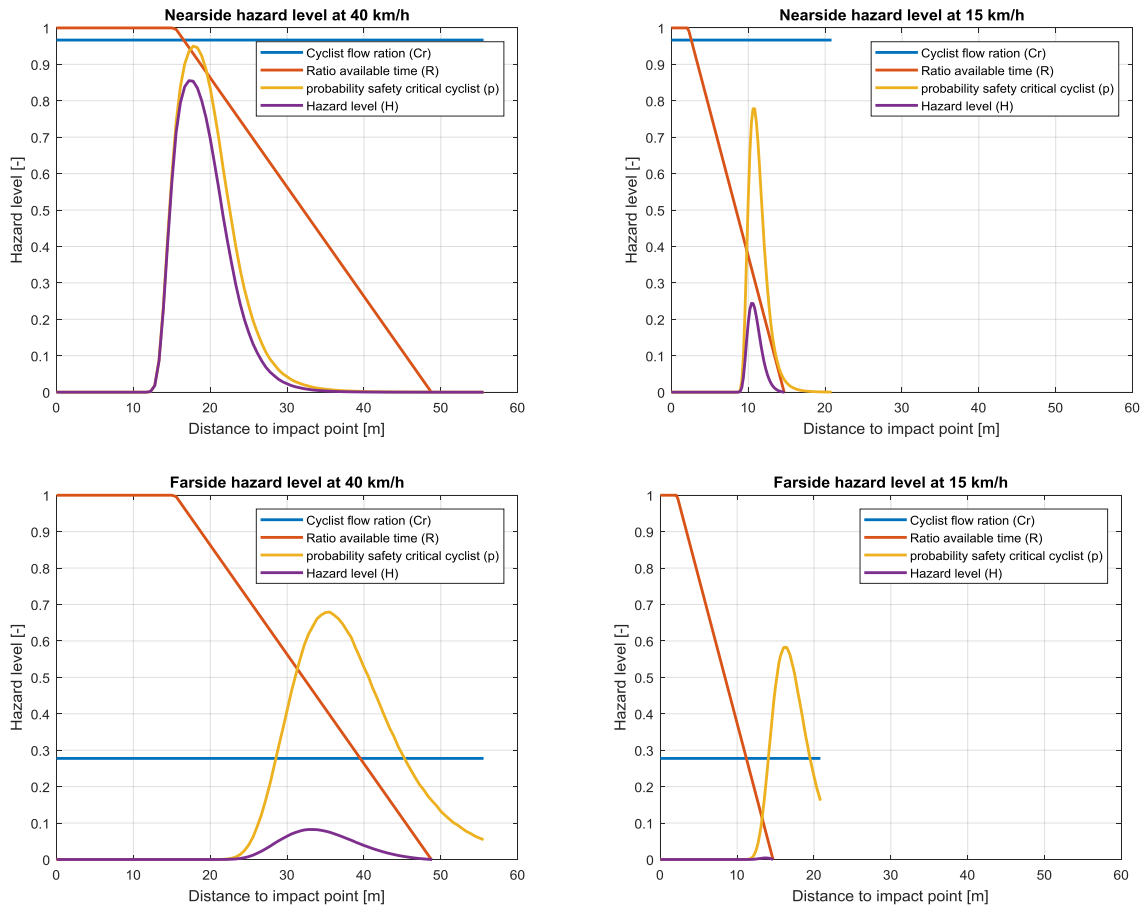 Nearside hazard level at 40 km/h
1
0.9
0.8
0.7
0.6
0.5
0.4
0.3
0.2
0.1
0
Hazard level [-]
Cyclist flow ration (Cr)
Ratio available time (R)
probability safety critical cyclist (p)
Hazard level (H)
0 10 20 30 40 50 60
Distance to impact point [m]
Nearside hazard level at 15 km/h
1
0.9
0.8
0.7
0.6
0.5
0.4
0.3
0.2
0.1
0
Hazard level [-]
Cyclist flow ration (Cr)
Ratio available time (R)
probability safety critical cyclist (p)
Hazard level (H)
0 10 20 30 40 50 60
Distance to impact point [m]
Farside hazard level at 40 km/h
1
0.9
0.8
0.7
0.6
0.5
0.4
0.3
0.2
0.1
0
Hazard level [-]
Cyclist flow ration (Cr)
Ratio available time (R)
probability safety critical cyclist (p)
Hazard level (H)
0 10 20 30 40 50 60
Distance to impact point [m]
Farside hazard level at 15 km/h
1
0.9
0.8
0.7
0.6
0.5
0.4
0.3
0.2
0.1
0
Hazard level [-]
Cyclist flow ration (Cr)
Ratio available time (R)
probability safety critical cyclist (p)
Hazard level (H)
0 10 20 30 40 50 60
Distance to impact point [m]